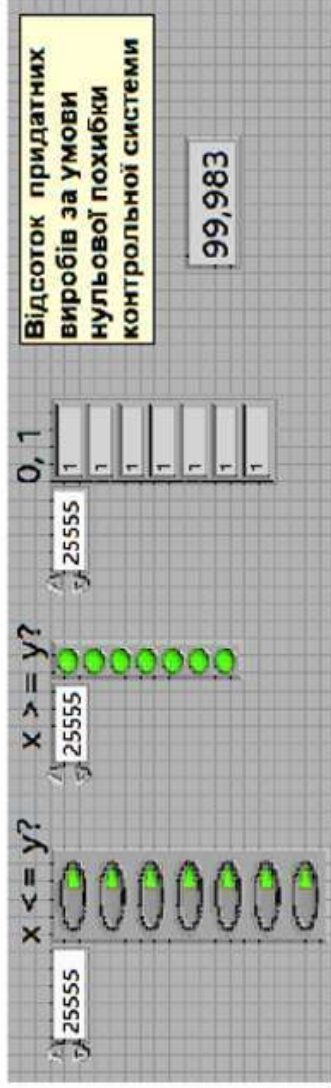 x <= y?
25555
x >= y?
25555
0, 1
25555
1
1
1
1
1
1
1
Відсоток придатних
виробів за умови
нульової похибки
контрольної системи
99,983